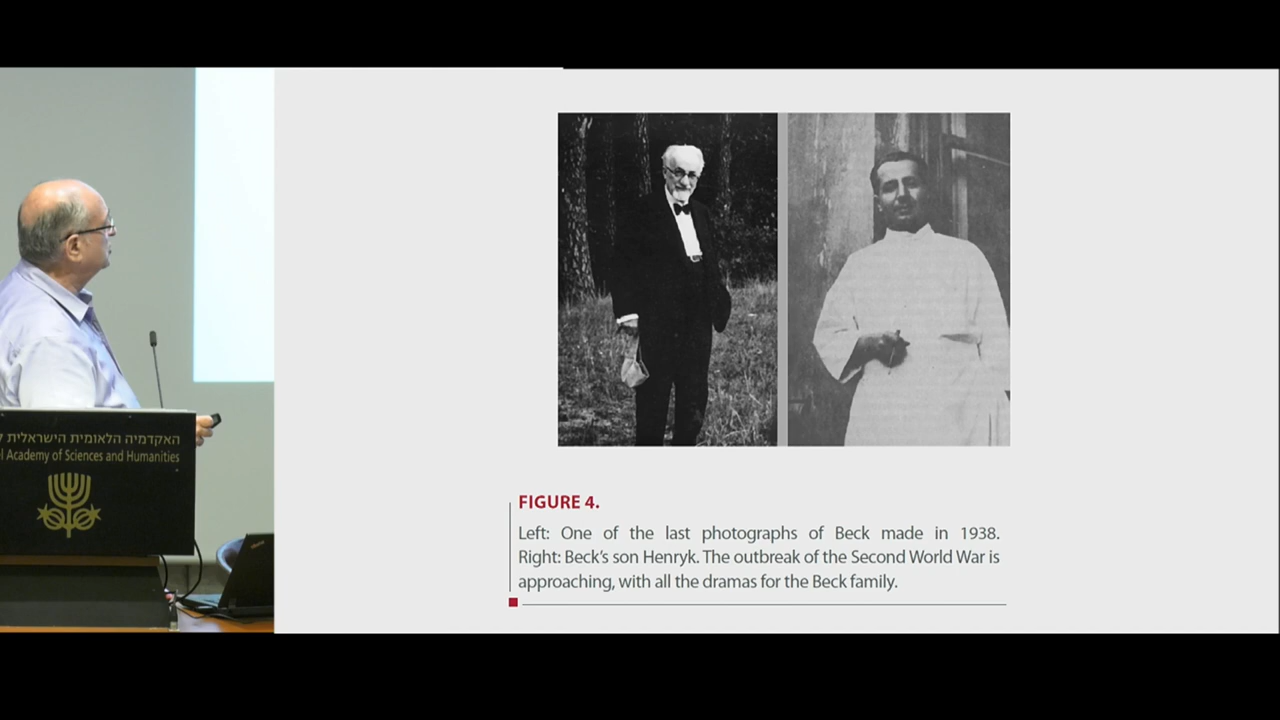 האקדמיה הלאומית הישראלית
Academy of Sciences and Humanities
FIGURE 4.
Left: One of the last photographs of Beck made in 1938.
Right: Beck's son Henryk. The outbreak of the Second World War is
approaching, with all the dramas for the Beck family.